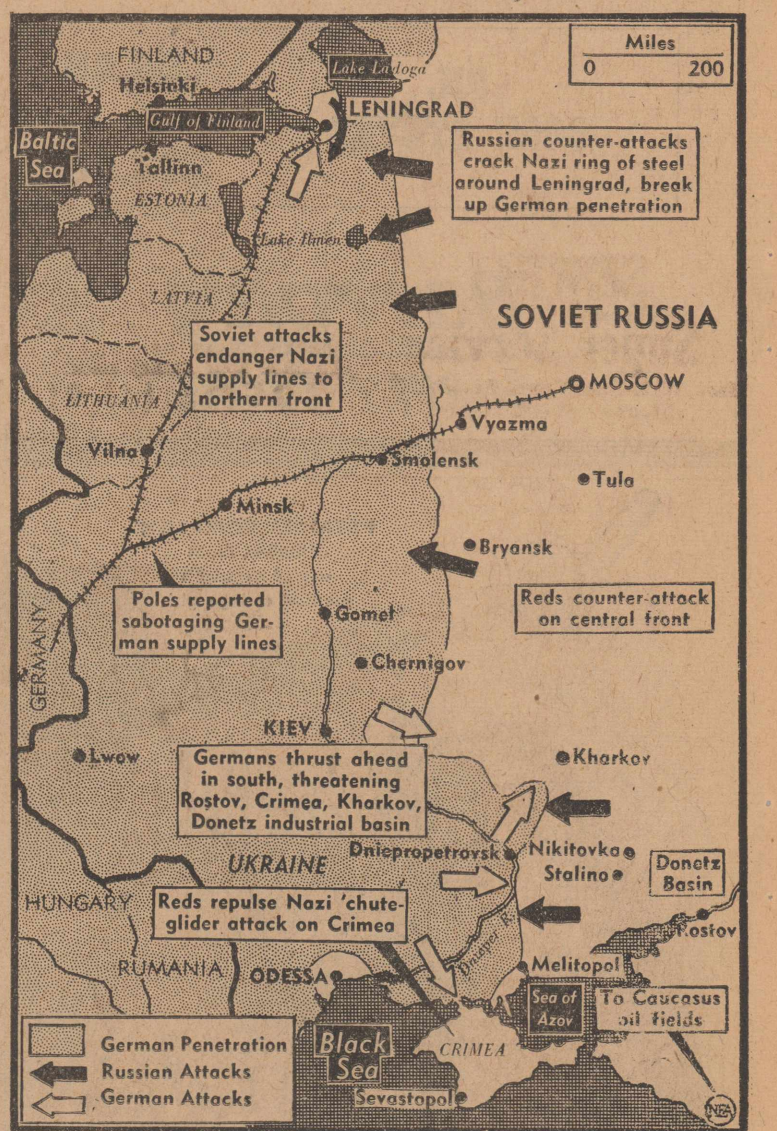 Miles
0 200
FINLAND
Helsicki
Lake Ladoga
LENINGRAD
Gulf of Finland
Baltic
Sea
Tallinn
ESTONIA
Russian counter-attacks
crack Nazi ring of steel
around Leningrad, break
up German penetration
Lake Ilmen
LATVIA
SOVIET RUSSIA
Soviet attacks
endanger Nazi
supply lines to
northern front
MOSCOW
LITHUANIA
Vyazma
Vilna
Smolensk
Tula
Minsk
Bryansk
Poles reported
sabotaging Ger-
man supply lines
Gomel
Reds counter-attack
on central front
GERMANY
Chernigov
KIEV
Lwow
Kharkov
Germans thrust ahead
in south, threatening
Rostov, Crimea, Kharkov,
Donetz industrial basin
UKRAINE
Dniepropetrovsk
Nikitovka
Stalino
Donetz
Basin
HUNGARY
Reds repulse Nazi 'chute-
glider attack on Crimea
Rostov
Dnieper R.
RUMANIA
ODESSA
Melitopol
Sea of
Azov
To Caucasus
oil fields
German Penetration
Russian Attacks
German Attacks
Black
Sea
CRIMEA
Sevastopol
NEA